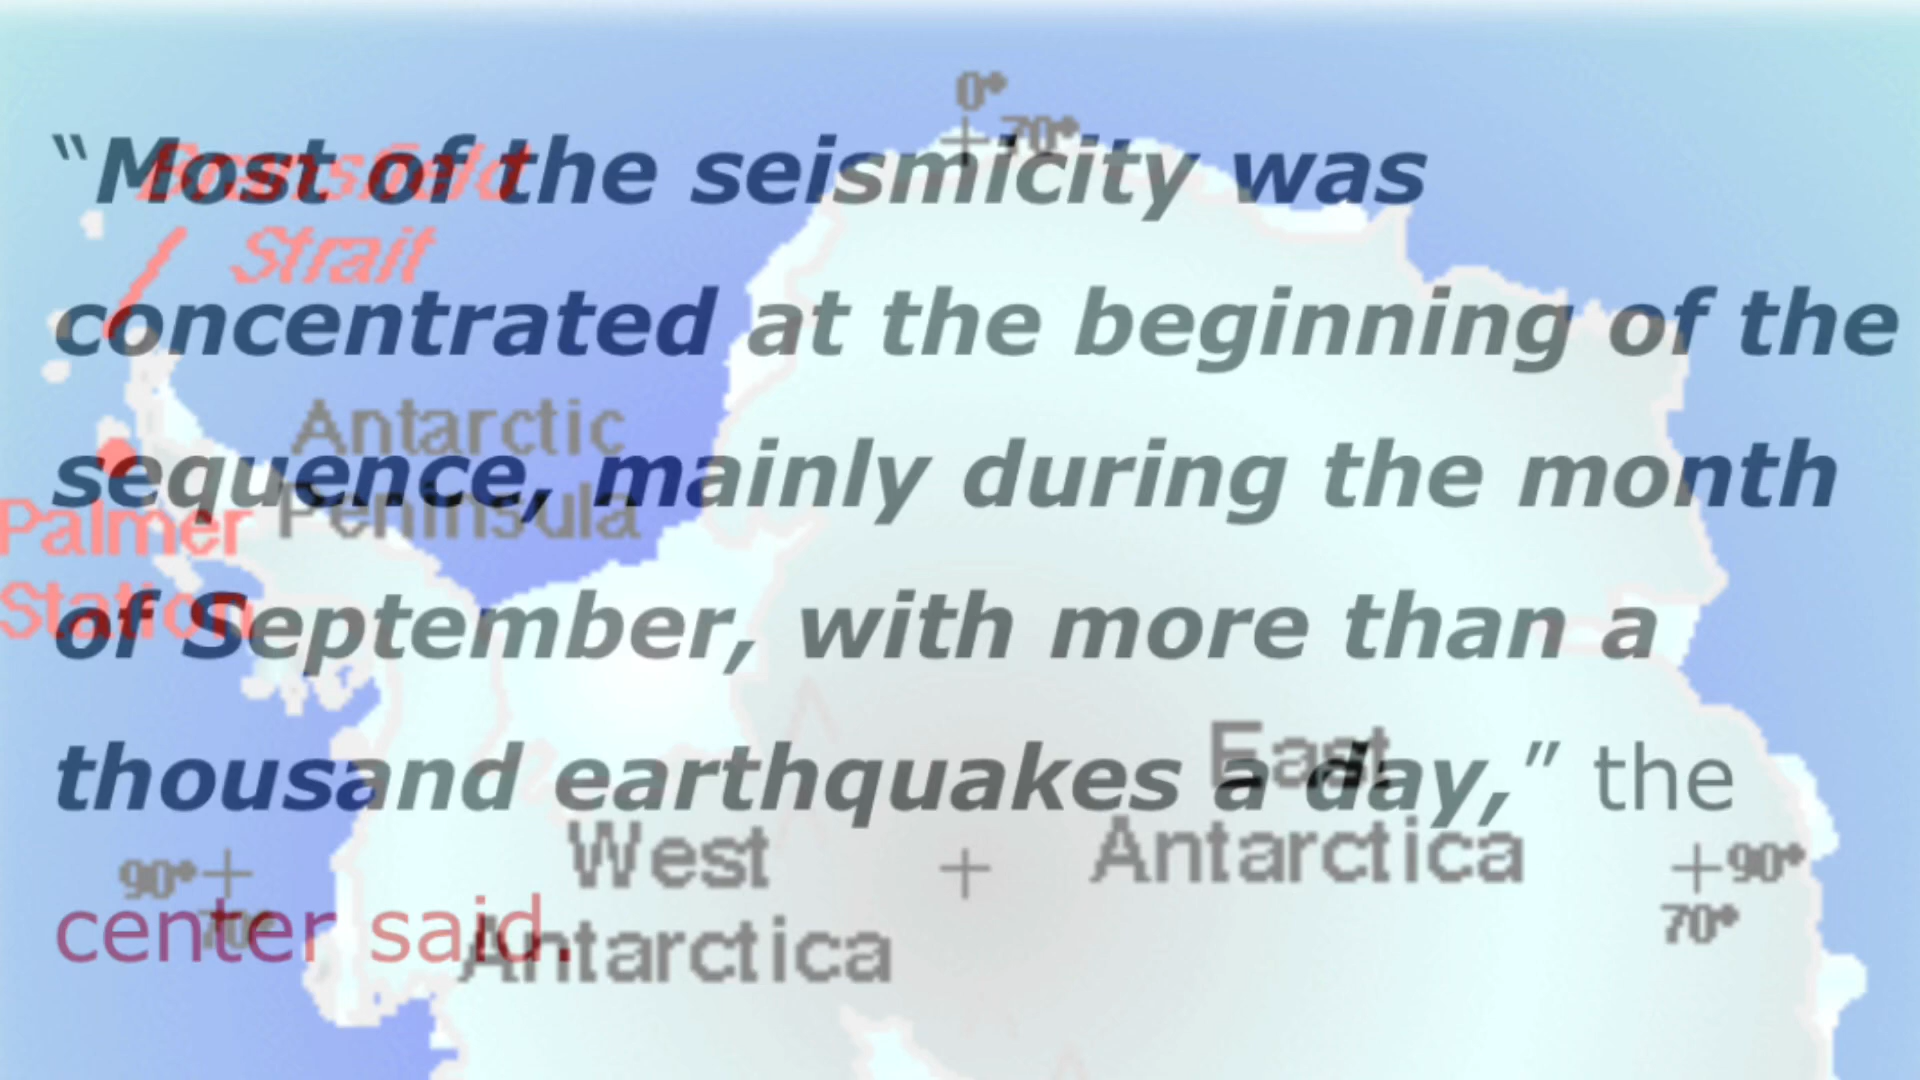 0°
70°
“Most of the seismicity was
Bransfield
Strait
concentrated at the beginning of the
Antarctic
sequence, mainly during the month
Peninsula
Palmer
Station
of September, with more than a
East
thousand earthquakes a day,” the
West
Antarctica
90°
90°
70°
70°
center said.
Antarctica